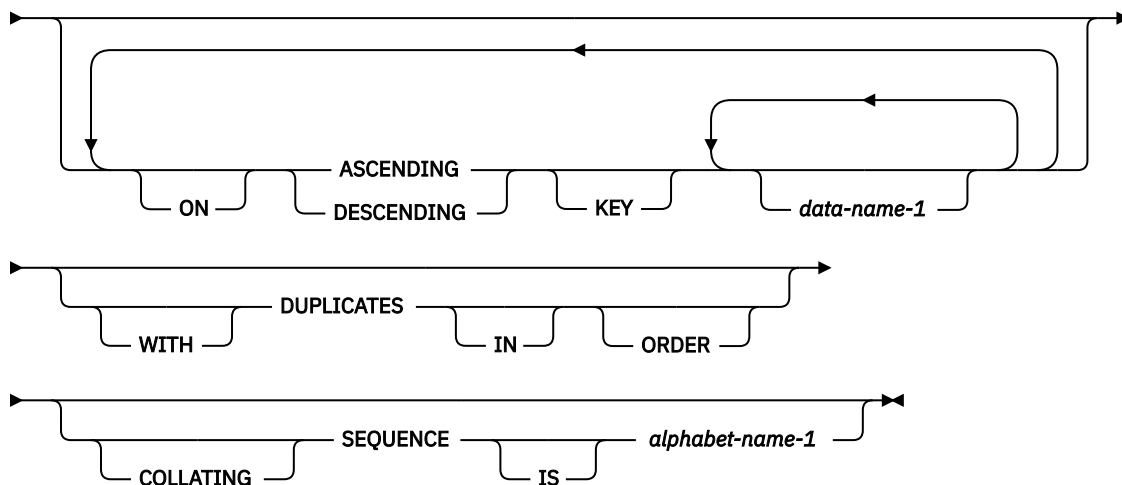 ASCENDING
ON DESCENDING KEY data-name-1
DUPLICATES
WITH IN ORDER
SEQUENCE alphabet-name-1
COLLATING IS